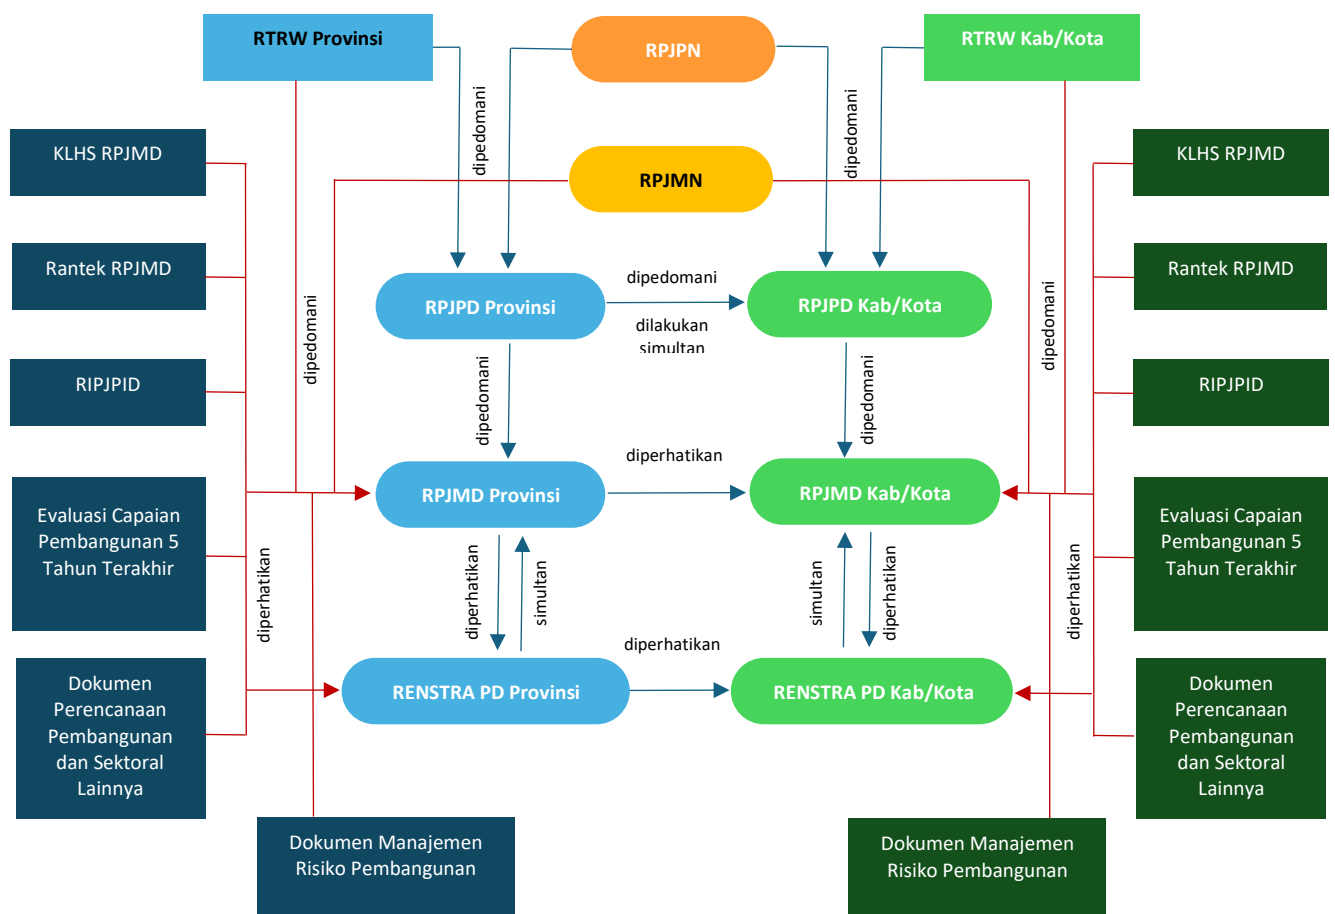 RTRW Provinsi
RPJPN
RTRW Kab/Kota
dipedomani
dipedomani
KLHS RPJMD
RPJMN
KLHS RPJMD
Rantek RPJMD
dipedomani
RPJPD Provinsi
dipedomani
dilakukan
simultan
RPJPD Kab/Kota
dipedomani
Rantek RPJMD
RIPJPID
dipedomani
dipedomani
RIPJPID
Evaluasi Capaian
Pembangunan 5
Tahun Terakhir
RPJMD Provinsi
diperhatikan
RPJMD Kab/Kota
Evaluasi Capaian
Pembangunan 5
Tahun Terakhir
diperhatikan
diperhatikan
simultan
simultan
diperhatikan
diperhatikan
Dokumen
Perencanaan
Pembangunan
dan Sektoral
Lainnya
RENSTRA PD Provinsi
diperhatikan
RENSTRA PD Kab/Kota
Dokumen
Perencanaan
Pembangunan
dan Sektoral
Lainnya
Dokumen Manajemen
Risiko Pembangunan
Dokumen Manajemen
Risiko Pembangunan